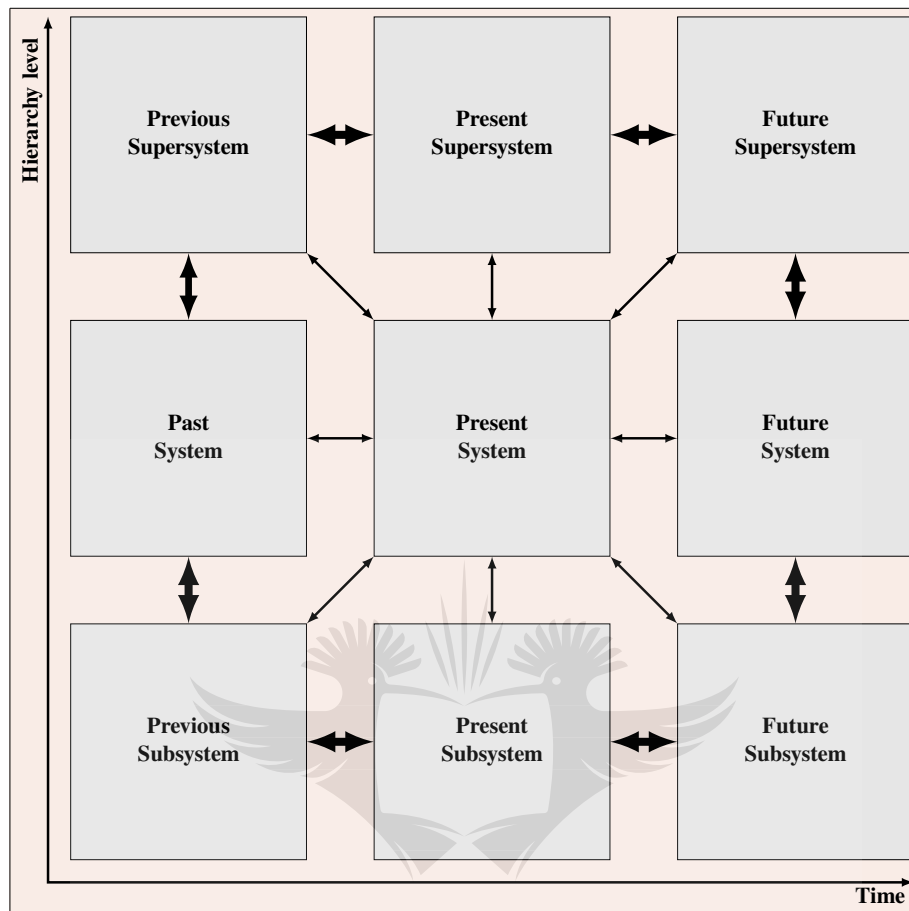 Hierarchy level
Previous
Supersystem
Present
Supersystem
Future
Supersystem
Past
System
Present
System
Future
System
Previous
Subsystem
Present
Subsystem
Future
Subsystem
Time